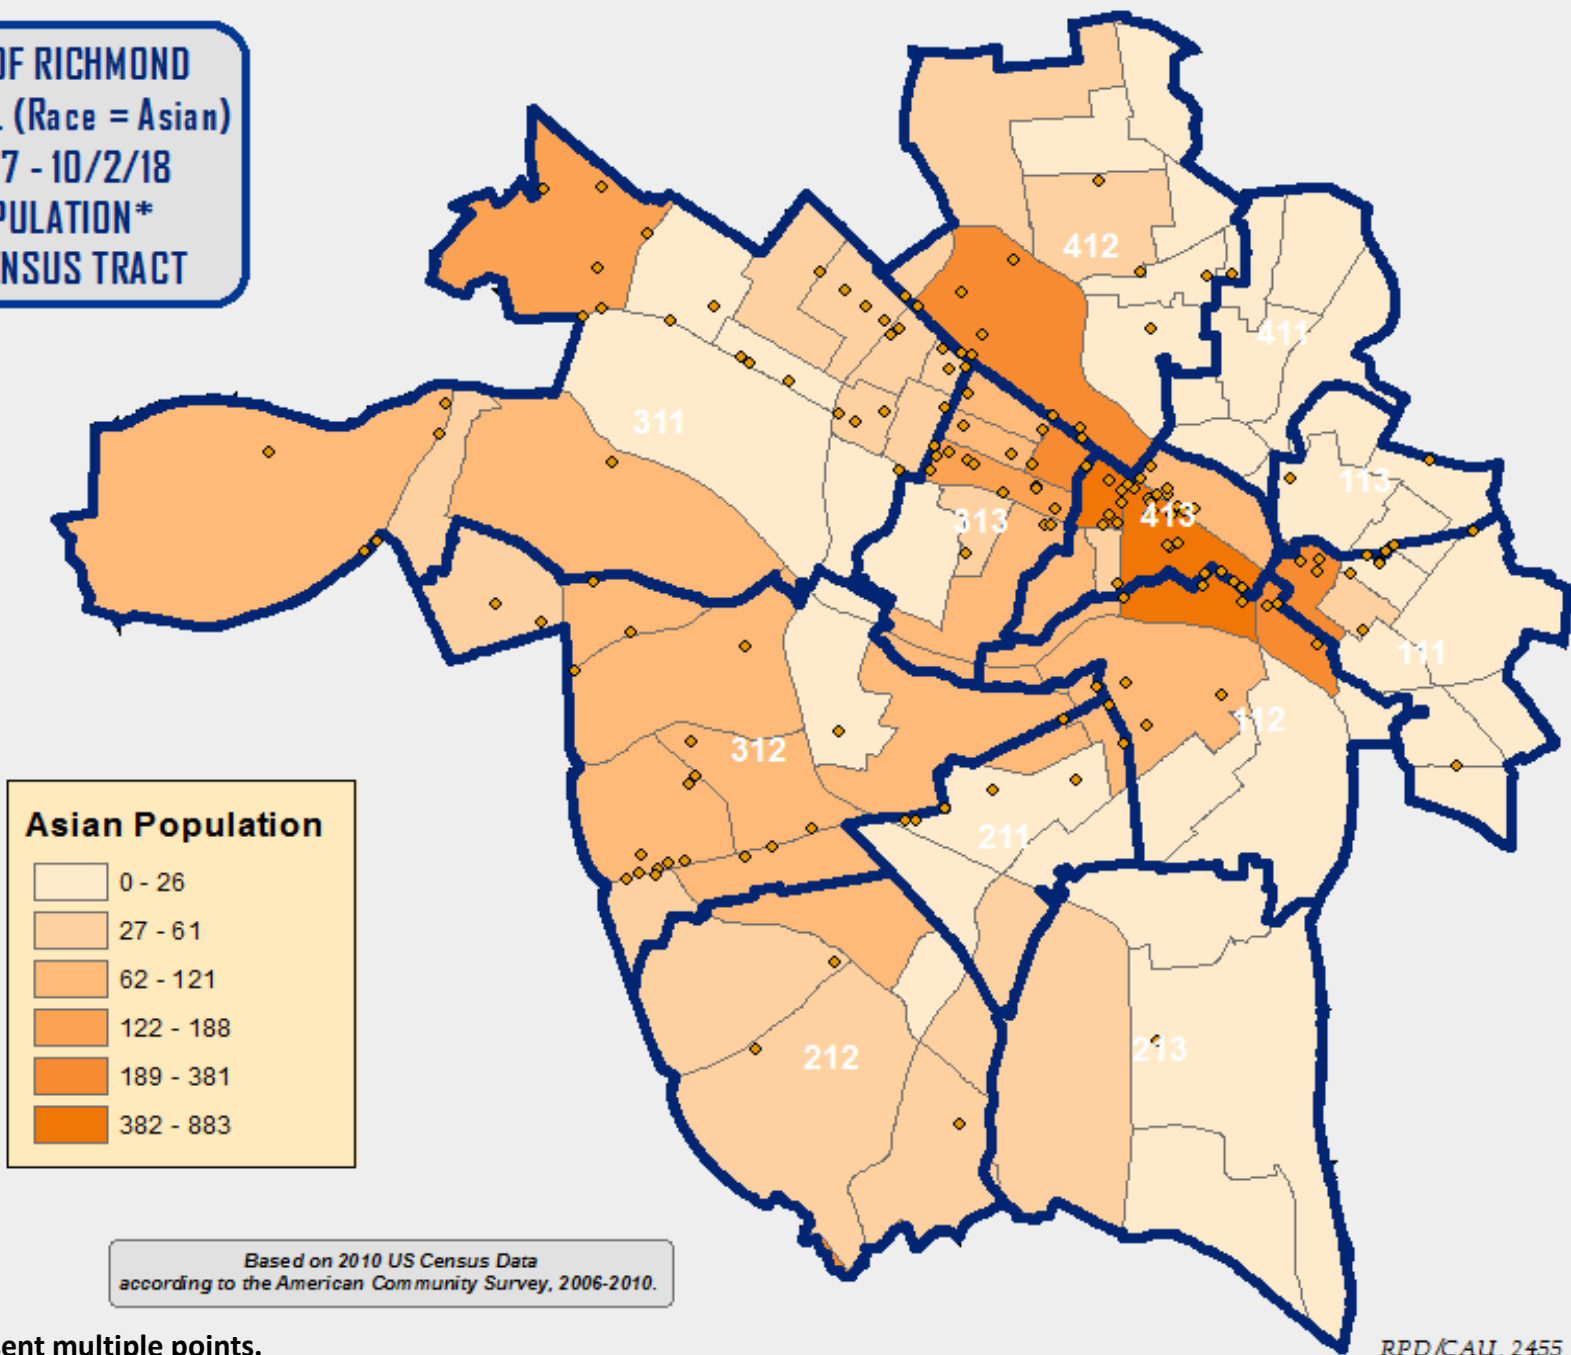 OF RICHMOND
(Race = Asian)
7 - 10/2/18
PULATION*
NSUS TRACT
412
411
311
113
313
413
111
112
312
211
212
213
Asian Population
0 - 26
27 - 61
62 - 121
122 - 188
189 - 381
382 - 883
Based on 2010 US Census Data
according to the American Community Survey, 2006-2010.
ent multiple points.
RPD/CAU, 2455